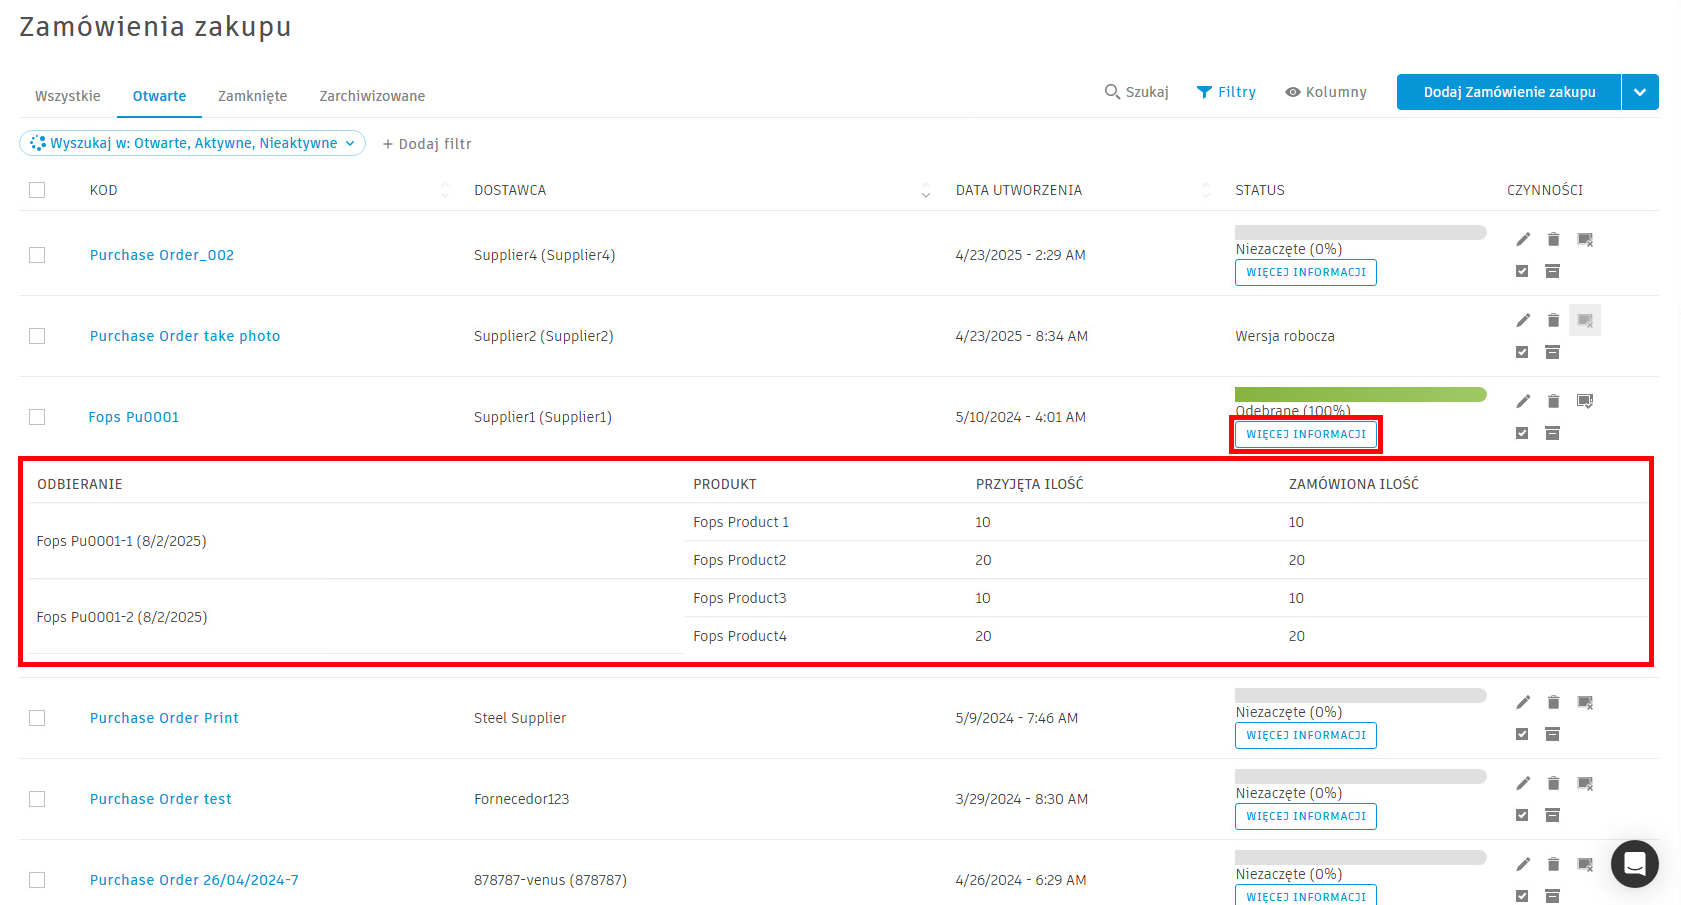 Zamówienia zakupu
Wszystkie Otwarte Zamknięte Zarchiwizowane Szukaj Filtry Kolumny Dodaj Zamówienie zakupu
Wyszukaj w: Otwarte, Aktywne, Nieaktywne + Dodaj filtr
KOD DOSTAWCA DATA UTWORZENIA STATUS CZYNNOŚCI
Purchase Order_002 Supplier4 (Supplier4) 4/23/2025 - 2:29 AM Niezaczęte (0%)
WIĘCEJ INFORMACJI
Purchase Order take photo Supplier2 (Supplier2) 4/23/2025 - 8:34 AM Wersja robocza
Fops Pu0001 Supplier1 (Supplier1) 5/10/2024 - 4:01 AM Odebrane (100%)
WIĘCEJ INFORMACJI
ODBIERANIE PRODUKT PRZYJĘTA ILOŚĆ ZAMÓWIONA ILOŚĆ
Fops Pu0001-1 (8/2/2025) Fops Product 1 10 10
Fops Product2 20 20
Fops Pu0001-2 (8/2/2025) Fops Product3 10 10
Fops Product4 20 20
Purchase Order Print Steel Supplier 5/9/2024 - 7:46 AM Niezaczęte (0%)
WIĘCEJ INFORMACJI
Purchase Order test Fornecedor123 3/29/2024 - 8:30 AM Niezaczęte (0%)
WIĘCEJ INFORMACJI
Purchase Order 26/04/2024-7 878787-venus (878787) 4/26/2024 - 6:29 AM Niezaczęte (0%)
WIĘCEJ INFORMACJI